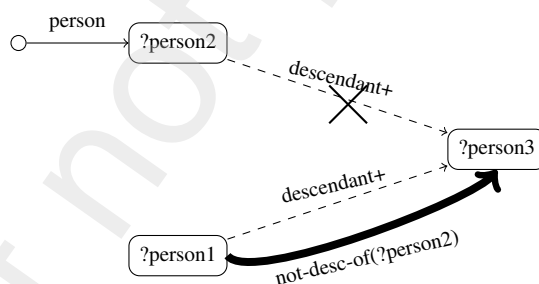 person
?person2
descendant+
?person3
descendant+
?person1
not-desc-of(?person2)